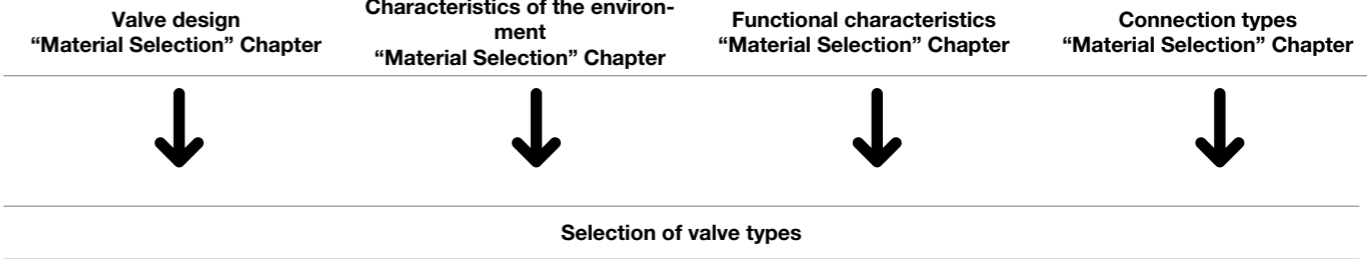 Valve design
“Material Selection” Chapter
Characteristics of the environ-
ment
“Material Selection” Chapter
Functional characteristics
“Material Selection” Chapter
Connection types
“Material Selection” Chapter
Selection of valve types